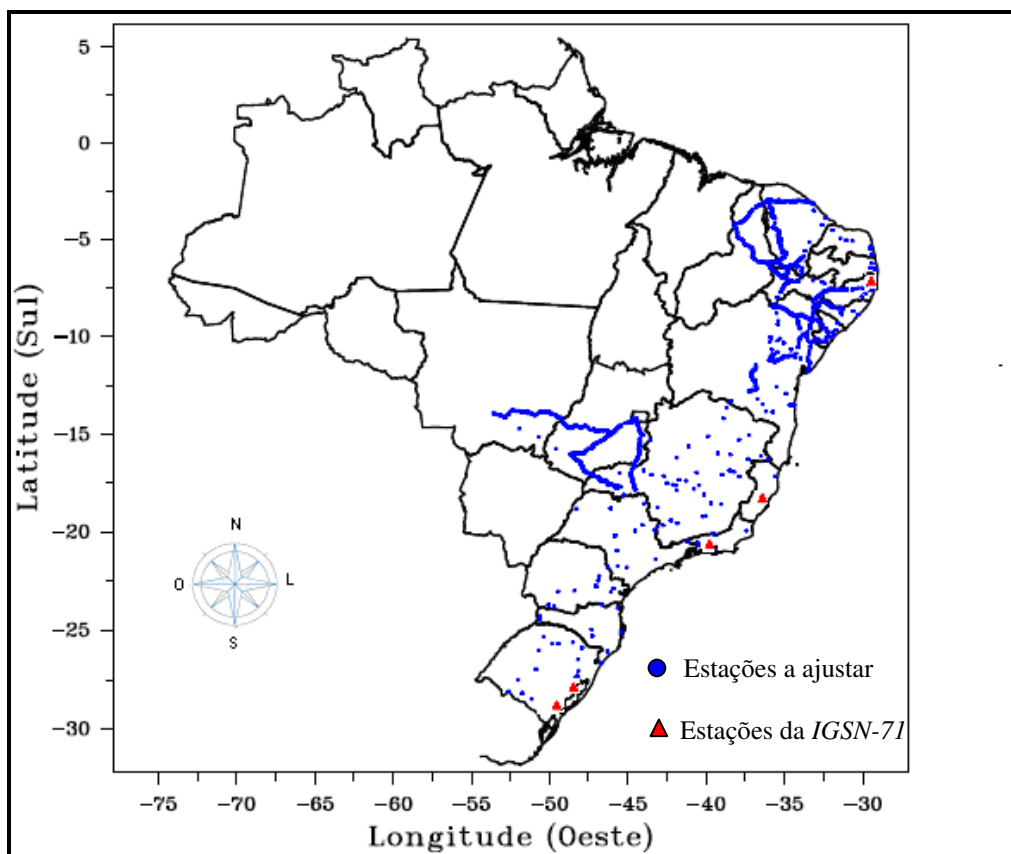 5
0
−5
−10
−15
−20
−25
−30
Latitude (Sul)
N
O
L
S
Estações a ajustar
Estações da IGSN-71
−75 −70 −65 −60 −55 −50 −45 −40 −35 −30
Longitude (Oeste)